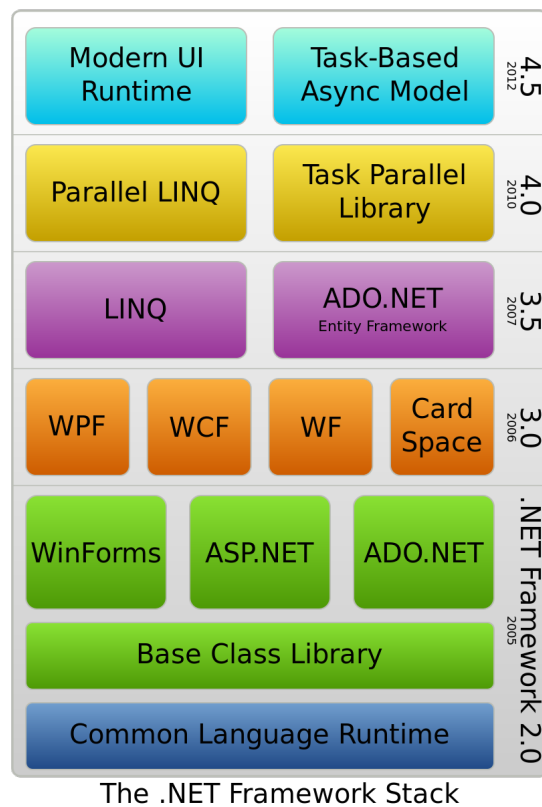 Modern UI
Runtime
Task-Based
Async Model
4.5
2012
Parallel LINQ
Task Parallel
Library
4.0
2010
LINQ
ADO.NET
Entity Framework
3.5
2007
WPF
WCF
WF
Card
Space
3.0
2006
WinForms
ASP.NET
ADO.NET
Base Class Library
Common Language Runtime
.NET Framework 2.0
2005
The .NET Framework Stack